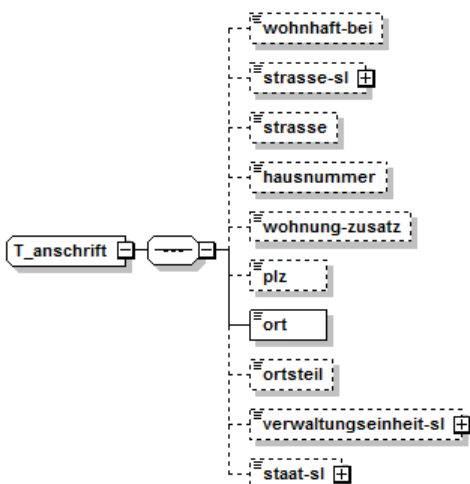 wohnhaft-bei
strasse-sl
strasse
hausnummer
wohnung-zusatz
T_anschrift
plz
ort
ortsteil
verwaltungseinheit-sl
staat-sl